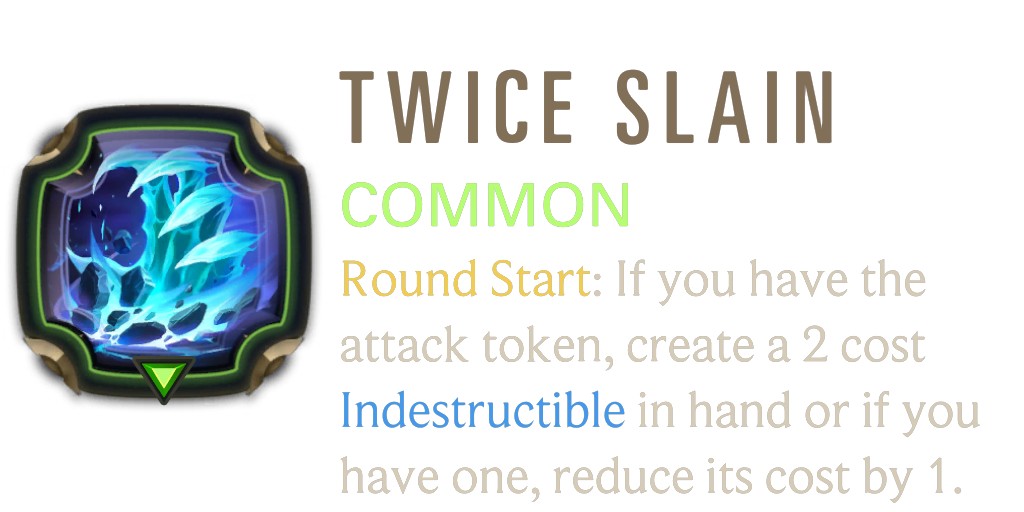 TWICE SLAIN
COMMON
Round Start: If you have the
attack token, create a 2 cost
Indestructible in hand or if you
have one, reduce its cost by 1.